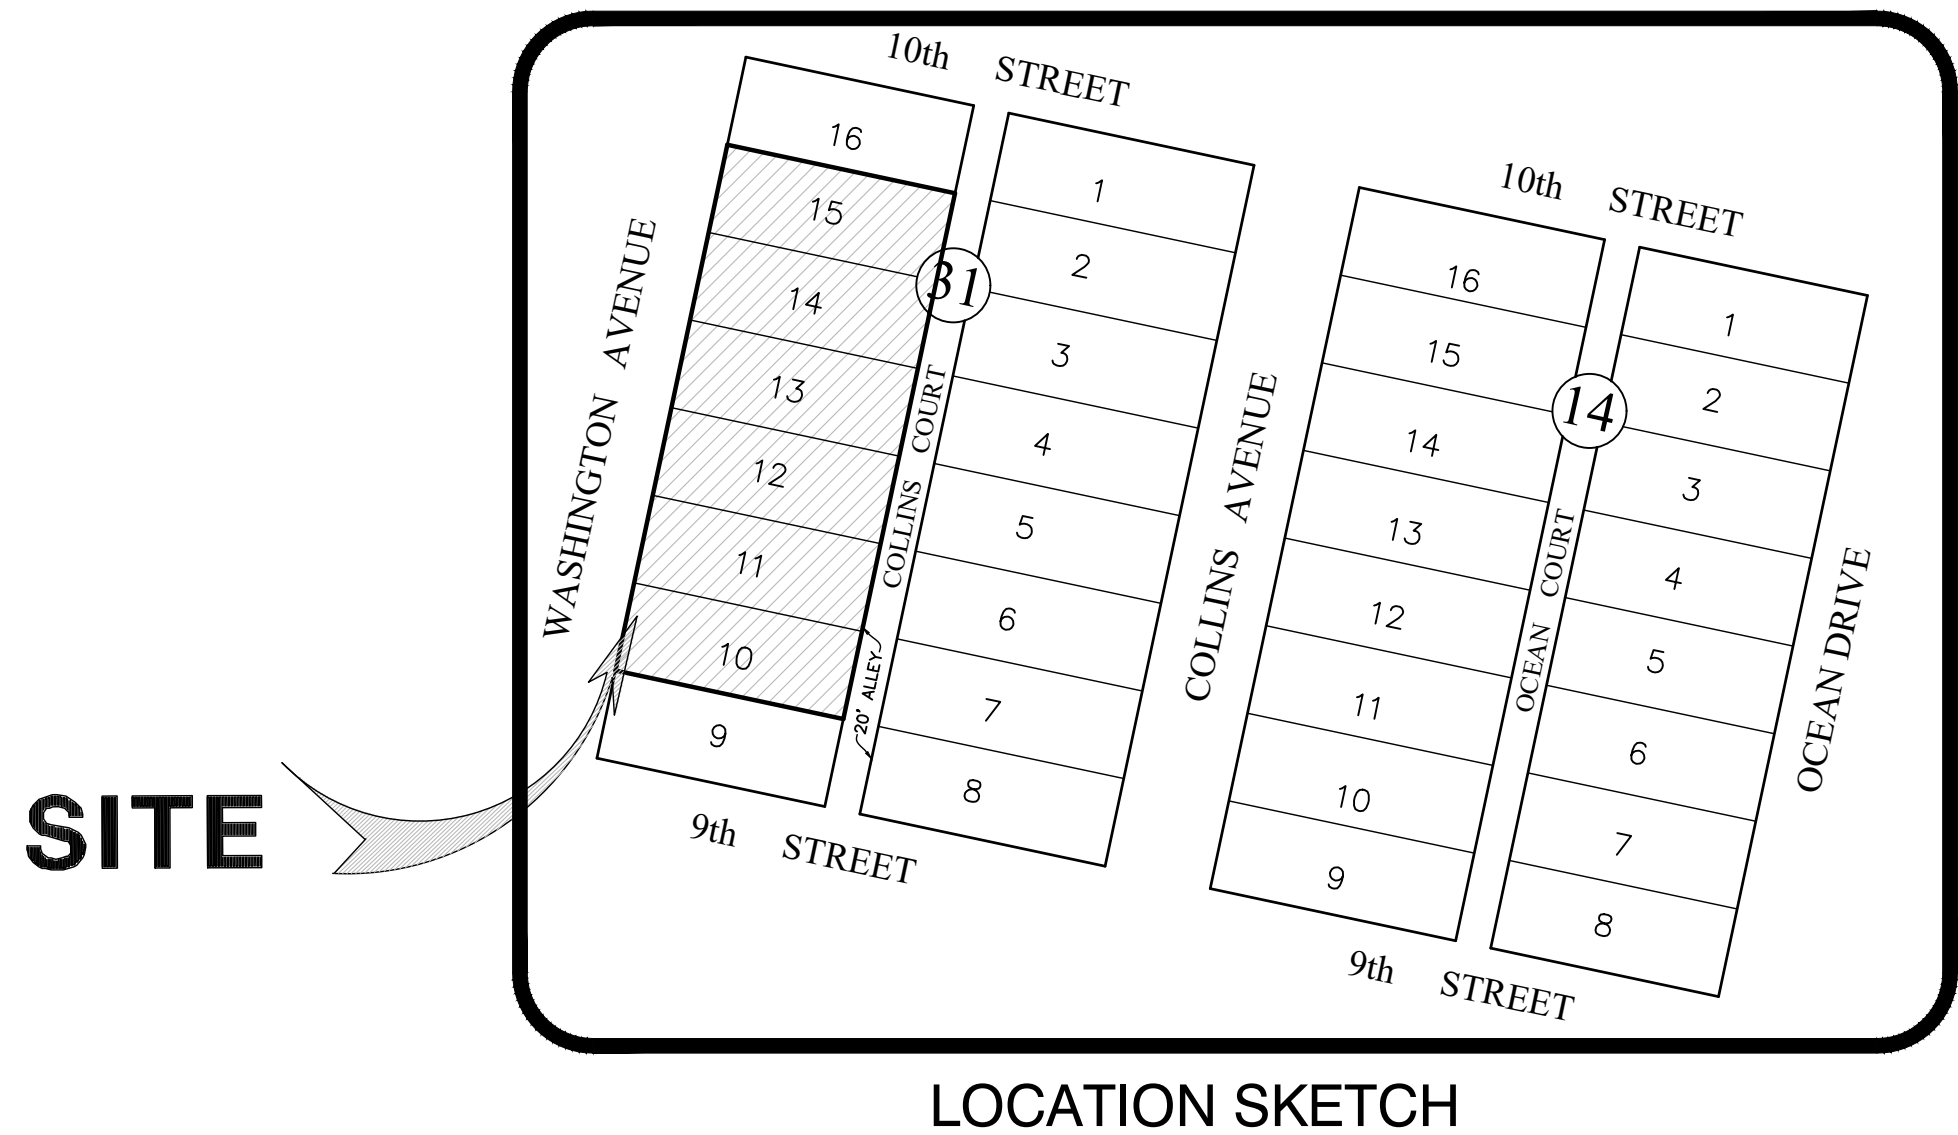 10th STREET
16
15
14
13
12
11
10
9
WASHINGTON AVENUE
31
COLLINS COURT
20' ALLEY
1
2
3
4
5
6
7
8
9th STREET
COLLINS AVENUE
10th STREET
16
15
14
13
12
11
10
9
14
OCEAN COURT
1
2
3
4
5
6
7
8
OCEAN DRIVE
9th STREET
SITE
LOCATION SKETCH